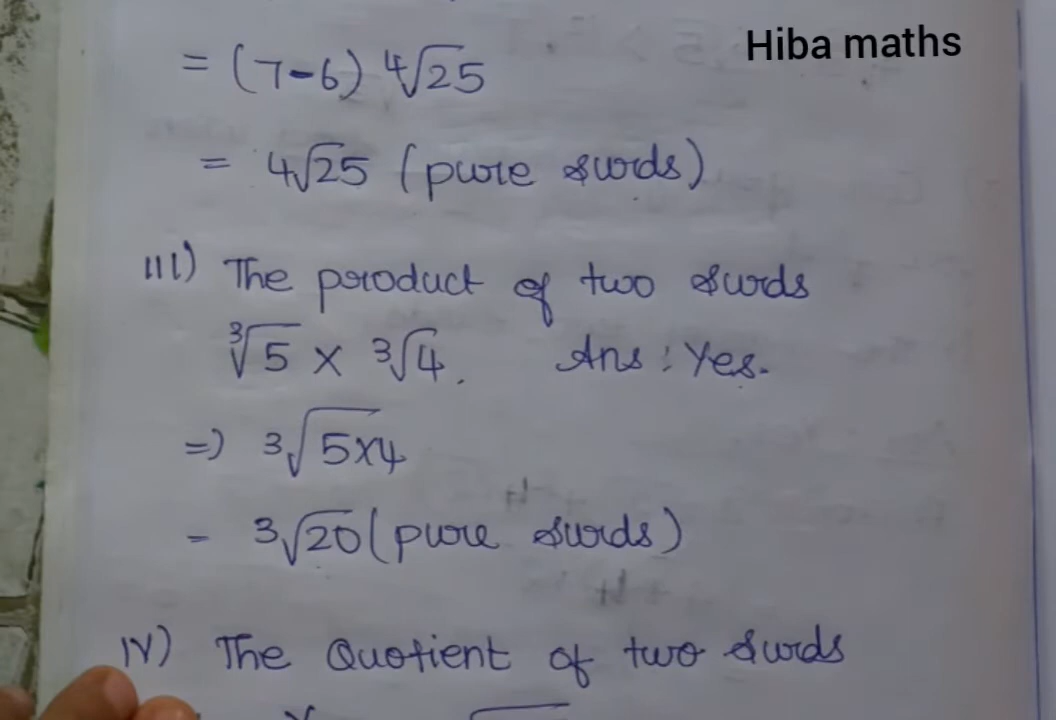 Hiba maths
= (7-6) ∜25
= 4√25 (pure surds)
III) The product of two surds
∛5 × 3√4. Ans : Yes.
=) 3√5×4
= 3√20 (pure surds)
IV) The Quotient of two surds